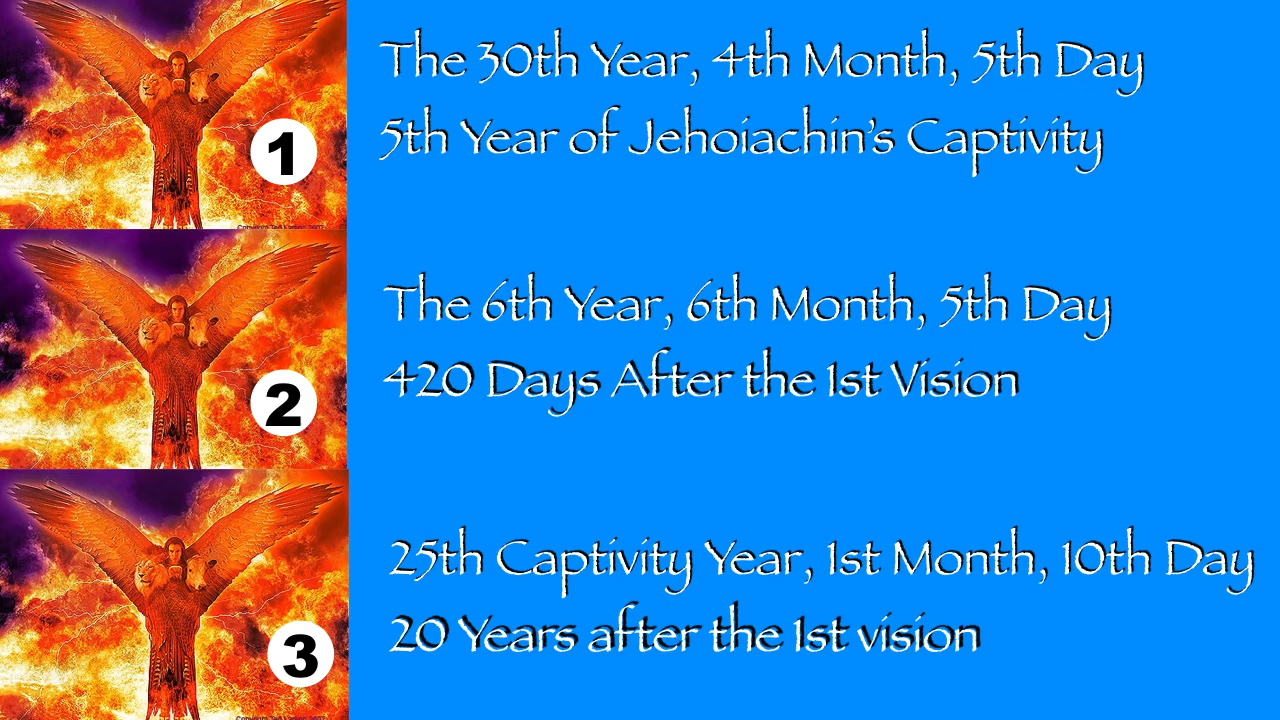 1
The 30th Year, 4th Month, 5th Day
5th Year of Jehoiachin's Captivity
2
The 6th Year, 6th Month, 5th Day
420 Days After the 1st Vision
3
25th Captivity Year, 1st Month, 10th Day
20 Years after the 1st vision